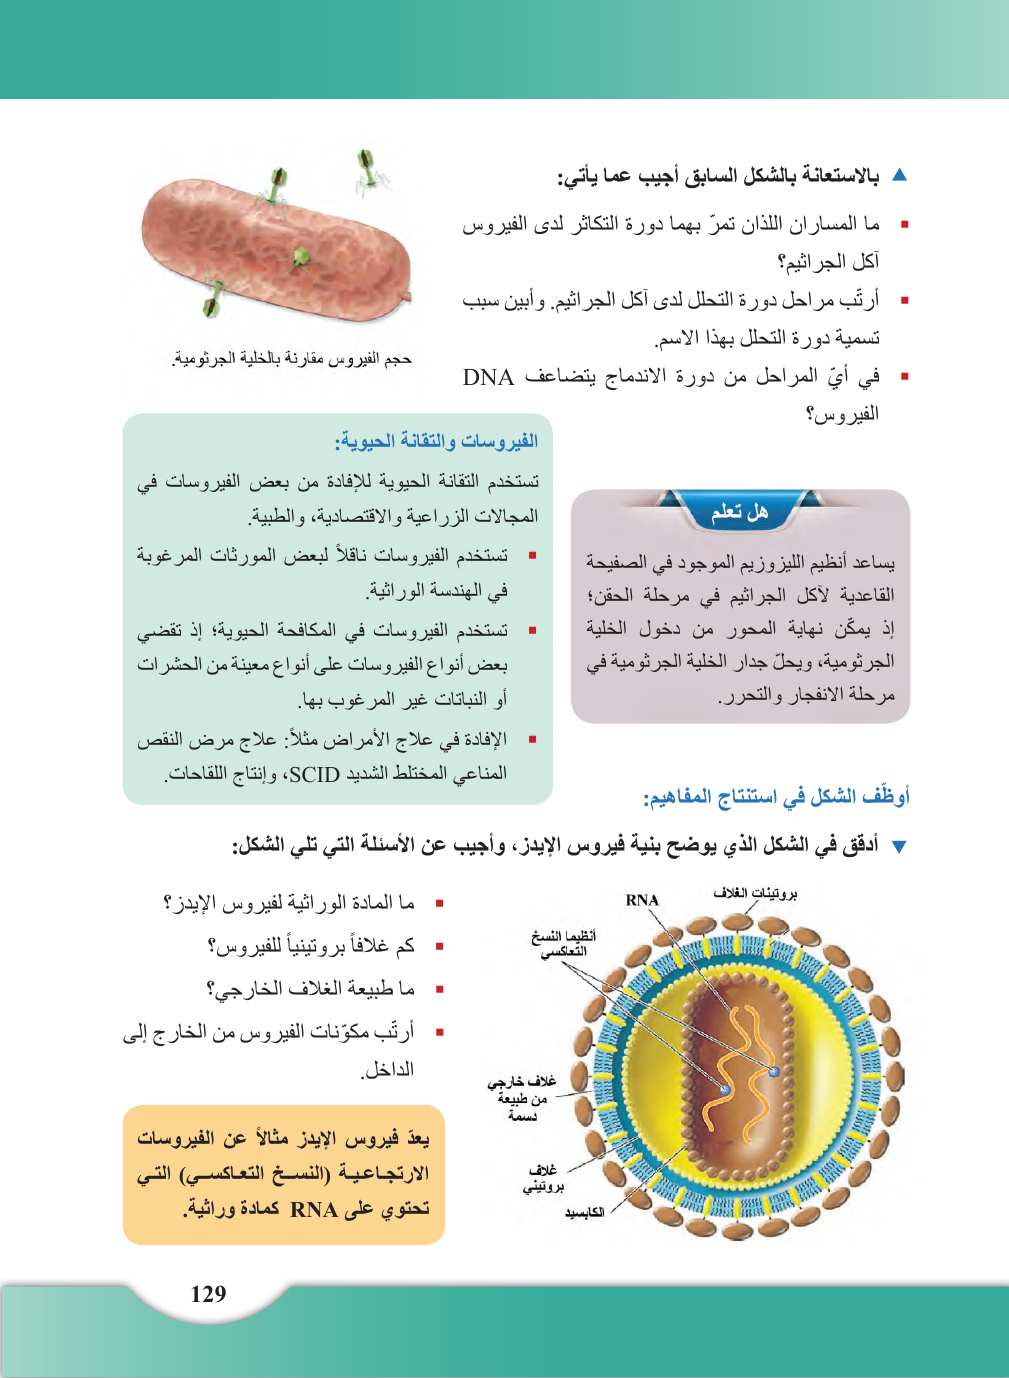 بالاستعانة بالشكل السابق أجيب عما يأتي:
ما المساران اللذان تمرّ بهما دورة التكاثر لدى الفيروس
آكل الجراثيم؟
أرتّب مراحل دورة التحلل لدى آكل الجراثيم. وأبين سبب
تسمية دورة التحلل بهذا الاسم.
في أيّ المراحل من دورة الاندماج يتضاعف DNA
الفيروس؟
حجم الفيروس مقارنة بالخلية الجرثومية.
هل تعلم
يساعد أنظيم الليزوزيم الموجود في الصفيحة
القاعدية لآكل الجراثيم في مرحلة الحقن؛
إذ يمكّن نهاية المحور من دخول الخلية
الجرثومية، ويحلّ جدار الخلية الجرثومية في
مرحلة الانفجار والتحرر.
الفيروسات والتقانة الحيوية:
تستخدم التقانة الحيوية للإفادة من بعض الفيروسات في
المجالات الزراعية والاقتصادية، والطبية.
تستخدم الفيروسات ناقلاً لبعض المورثات المرغوبة
في الهندسة الوراثية.
تستخدم الفيروسات في المكافحة الحيوية؛ إذ تقضي
بعض أنواع الفيروسات على أنواع معينة من الحشرات
أو النباتات غير المرغوب بها.
الإفادة في علاج الأمراض مثلاً: علاج مرض النقص
المناعي المختلط الشديد SCID، وإنتاج اللقاحات.
أوظّف الشكل في استنتاج المفاهيم:
أدقق في الشكل الذي يوضح بنية فيروس الإيدز، وأجيب عن الأسئلة التي تلي الشكل:
بروتينات الغلاف
RNA
أنظيما النسخ
التعاكسي
غلاف خارجي
من طبيعة
دسمة
غلاف
بروتيني
الكابسيد
ما المادة الوراثية لفيروس الإيدز؟
كم غلافاً بروتينياً للفيروس؟
ما طبيعة الغلاف الخارجي؟
أرتّب مكوّنات الفيروس من الخارج إلى
الداخل.
يعدّ فيروس الإيدز مثالاً عن الفيروسات
الارتجاعية (النسخ التعاكسي) التي
تحتوي على RNA كمادة وراثية.
129